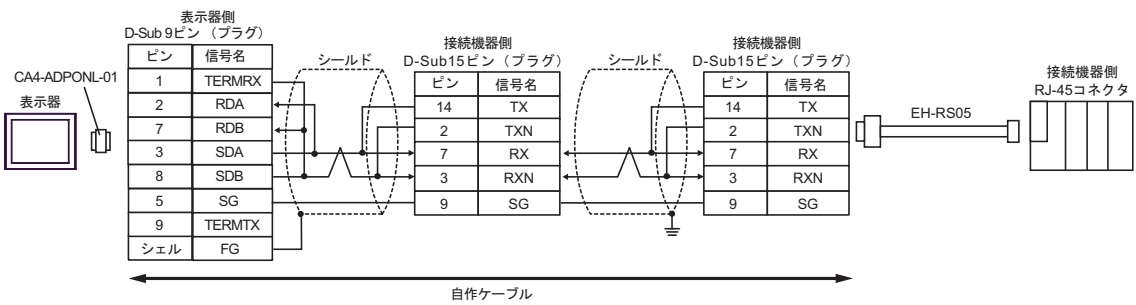 表示器側
D-Sub 9ピン （プラグ）
ピン 信号名
1 TERMRX
2 RDA
7 RDB
3 SDA
8 SDB
5 SG
9 TERMTX
シェル FG
CA4-ADPONL-01
表示器
シールド
接続機器側
D-Sub15ピン（プラグ）
ピン 信号名
14 TX
2 TXN
7 RX
3 RXN
9 SG
シールド
接続機器側
D-Sub15ピン（プラグ）
ピン 信号名
14 TX
2 TXN
7 RX
3 RXN
9 SG
EH-RS05
接続機器側
RJ-45コネクタ
自作ケーブル